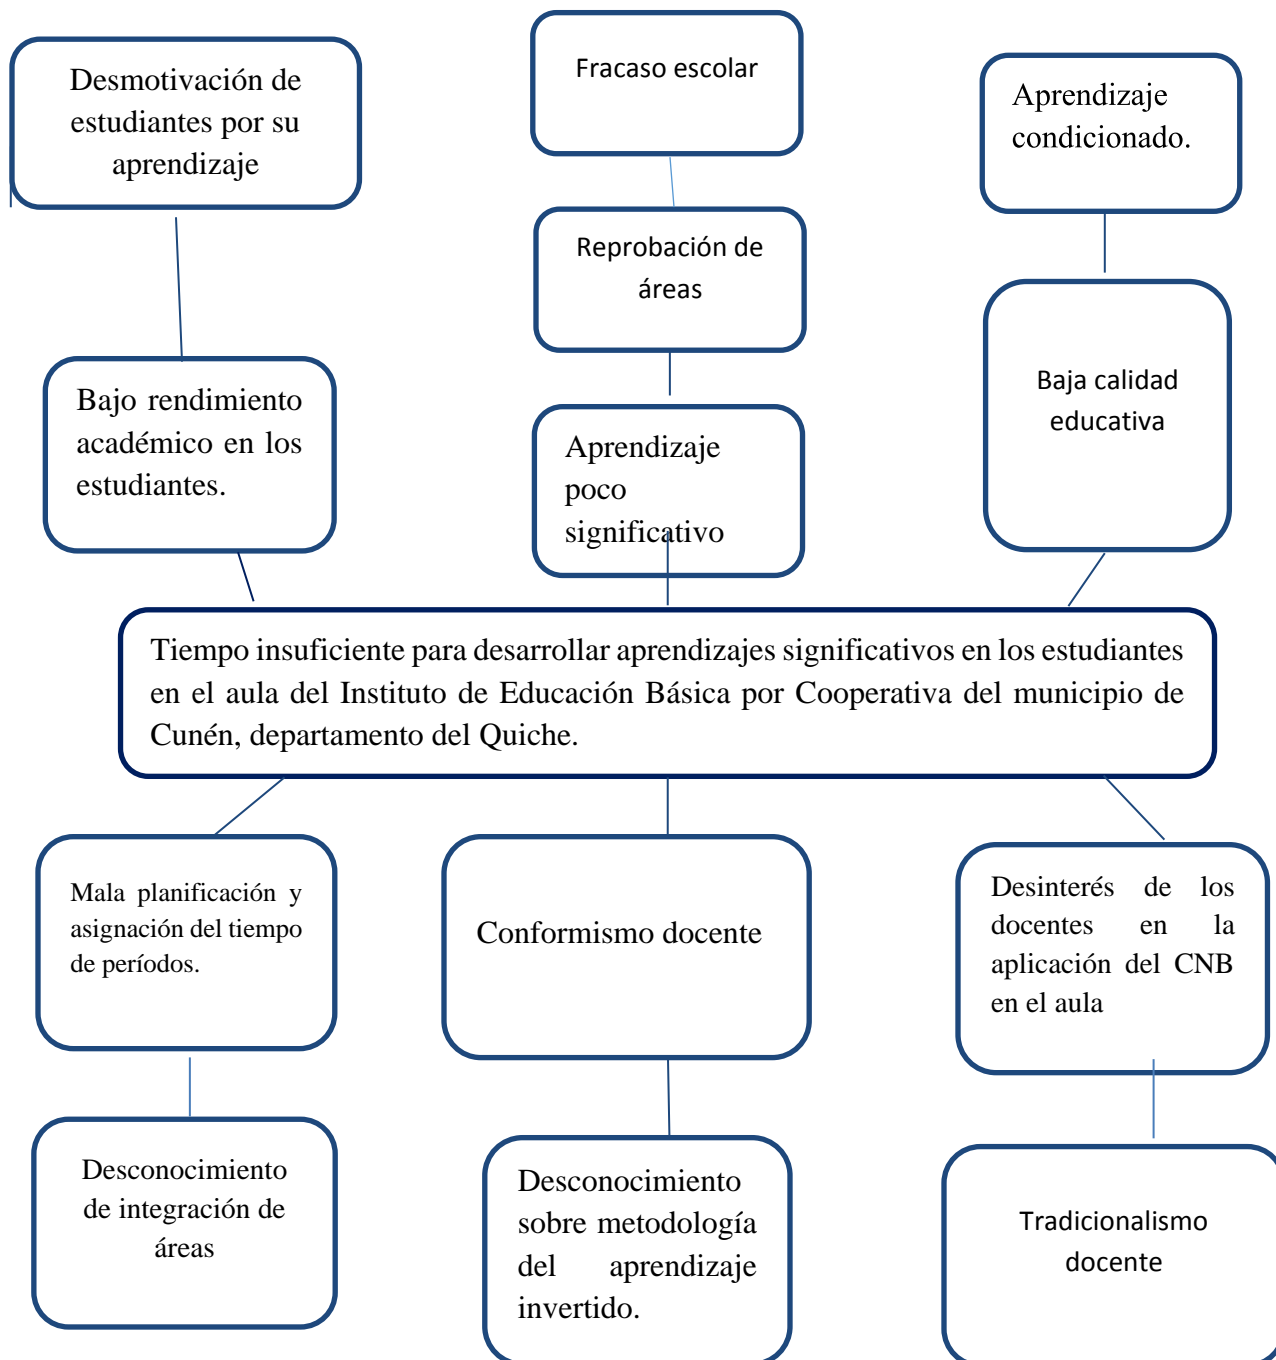 Desmotivación de
estudiantes por su
aprendizaje
Fracaso escolar
Aprendizaje
condicionado.
Reprobación de
áreas
Bajo rendimiento
académico en los
estudiantes.
Aprendizaje
poco
significativo
Baja calidad
educativa
Tiempo insuficiente para desarrollar aprendizajes significativos en los estudiantes
en el aula del Instituto de Educación Básica por Cooperativa del municipio de
Cunén, departamento del Quiche.
Mala planificación y
asignación del tiempo
de períodos.
Conformismo docente
Desinterés de los
docentes en la
aplicación del CNB
en el aula
Desconocimiento
de integración de
áreas
Desconocimiento
sobre metodología
del aprendizaje
invertido.
Tradicionalismo
docente